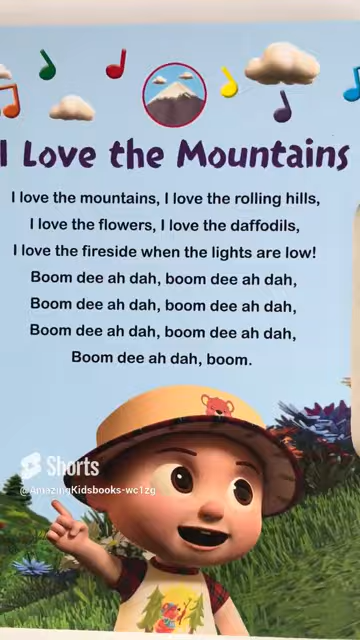 I Love the Mountains
I love the mountains, I love the rolling hills,
I love the flowers, I love the daffodils,
I love the fireside when the lights are low!
Boom dee ah dah, boom dee ah dah,
Boom dee ah dah, boom dee ah dah,
Boom dee ah dah, boom dee ah dah,
Boom dee ah dah, boom.
Shorts
@AmazingKidsbooks-wc1zg